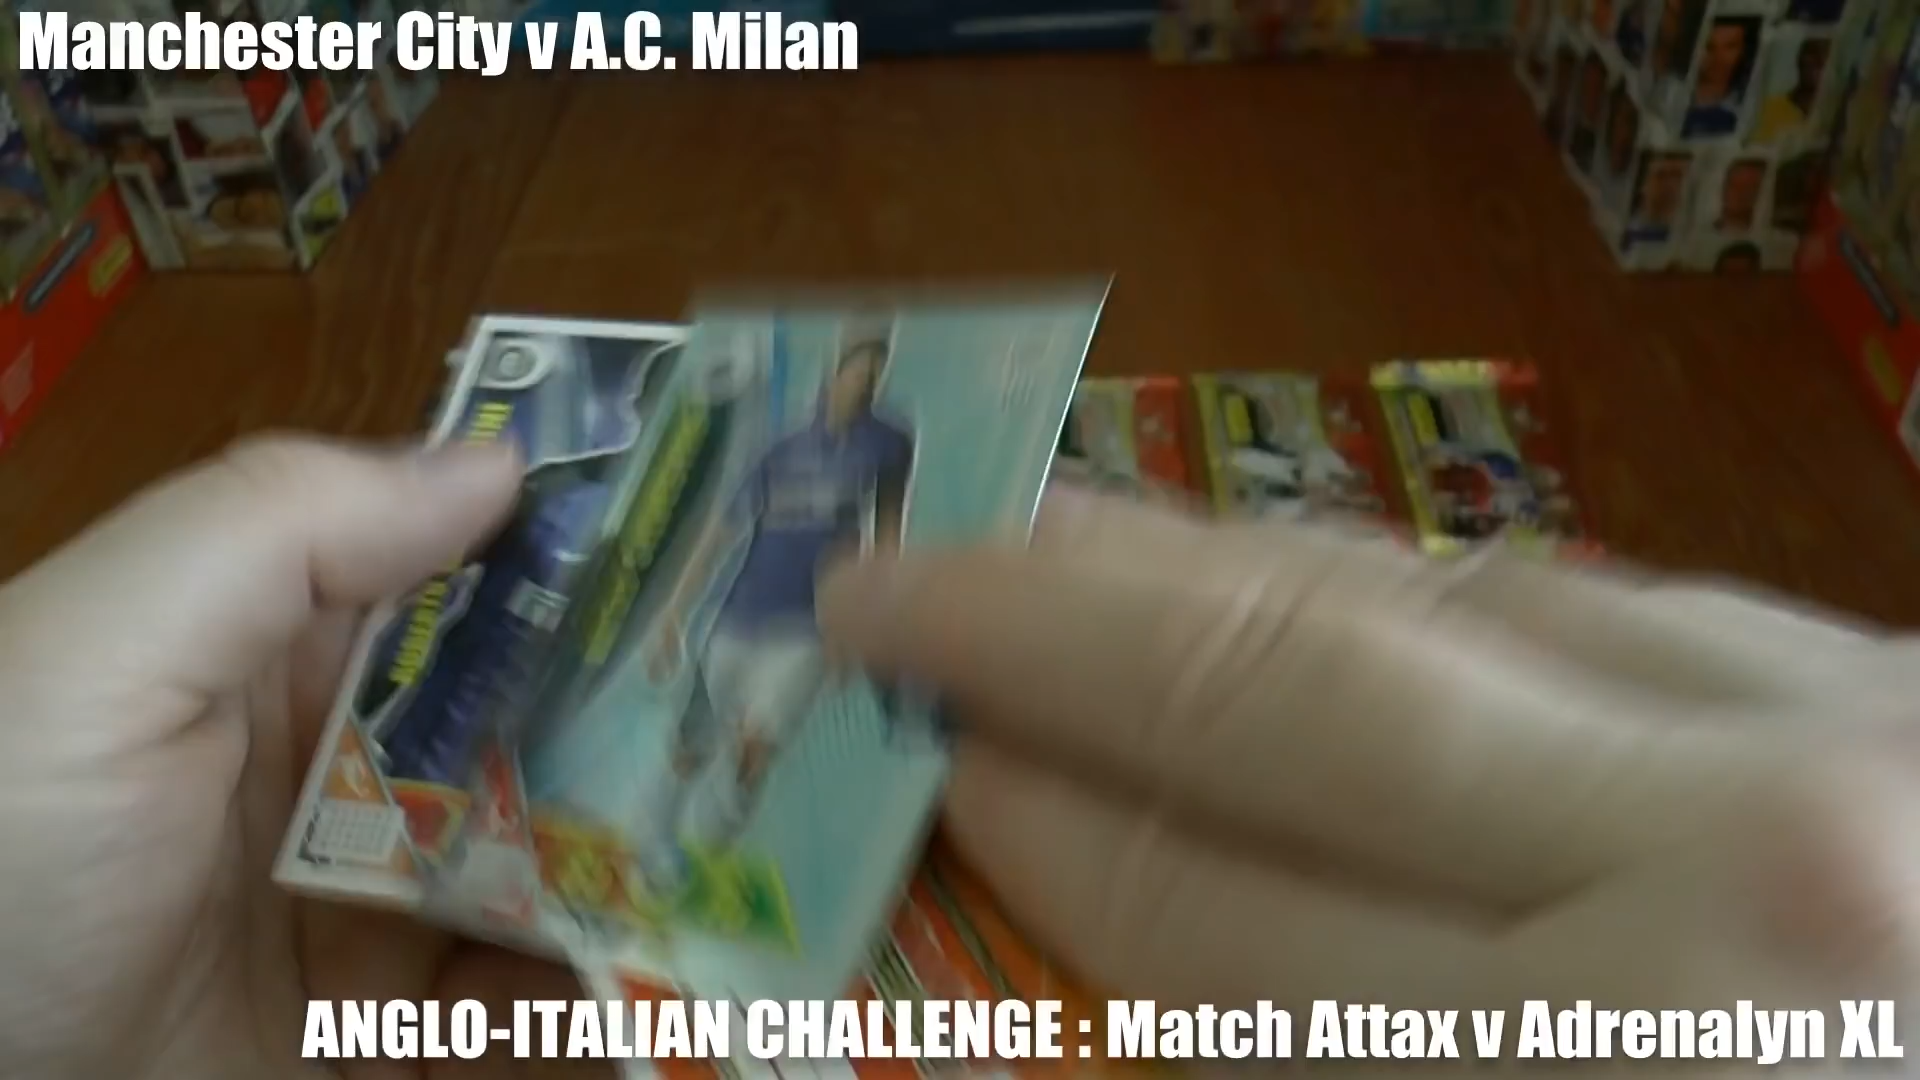 Manchester City v A.C. Milan
ANGLO-ITALIAN CHALLENGE : Match Attax v Adrenalyn XL